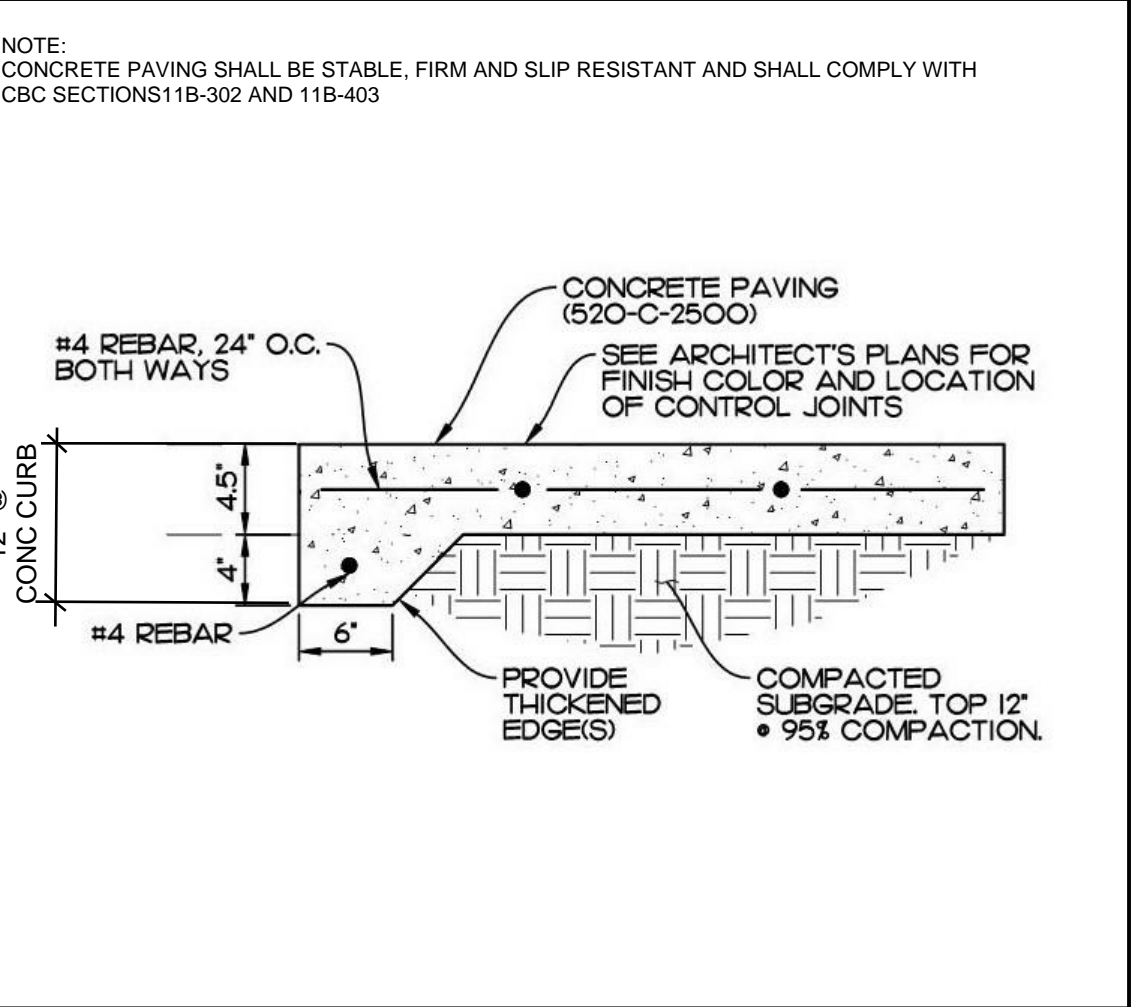 NOTE:
CONCRETE PAVING SHALL BE STABLE, FIRM AND SLIP RESISTANT AND SHALL COMPLY WITH
CBC SECTIONS11B-302 AND 11B-403
CONCRETE PAVING
(520-C-2500)
#4 REBAR, 24" O.C.
BOTH WAYS
SEE ARCHITECT'S PLANS FOR
FINISH COLOR AND LOCATION
OF CONTROL JOINTS
@
CONC CURB
4.5"
4"
#4 REBAR
6"
PROVIDE
THICKENED
EDGE(S)
COMPACTED
SUBGRADE. TOP 12"
@ 95% COMPACTION.